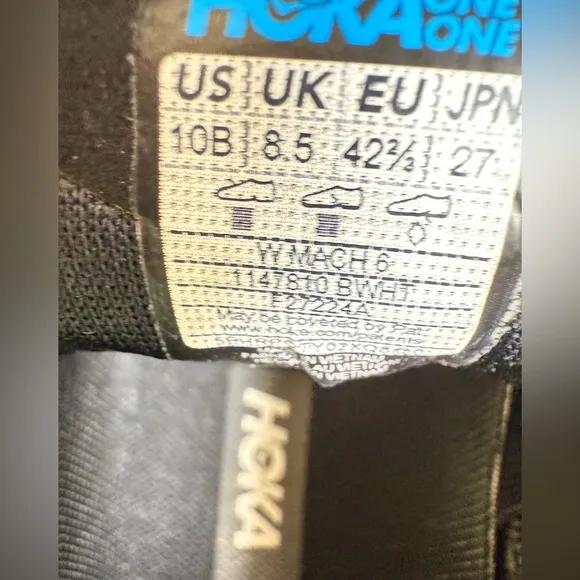 HOKA ONE ONE
US UK EU JPN
10B 8.5 42⅔ 27
W MACH 6
1147810 BWHT
F27224A
May be covered by Pat.
www.hoka.com/patents
HOKA